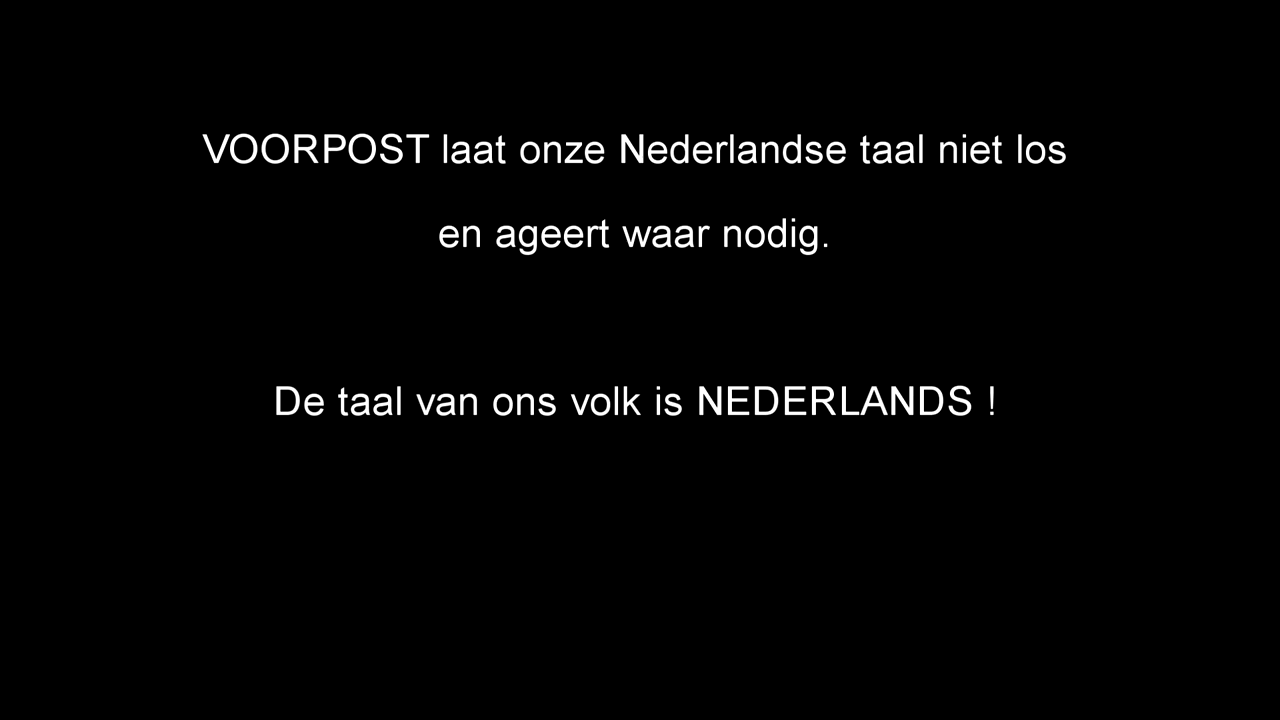 VOORPOST laat onze Nederlandse taal niet los
en ageert waar nodig.
De taal van ons volk is NEDERLANDS !